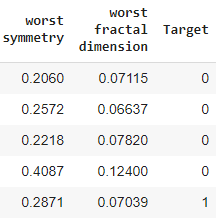 worst symmetry worst fractal dimension Target
0.2060 0.07115 0
0.2572 0.06637 0
0.2218 0.07820 0
0.4087 0.12400 0
0.2871 0.07039 1